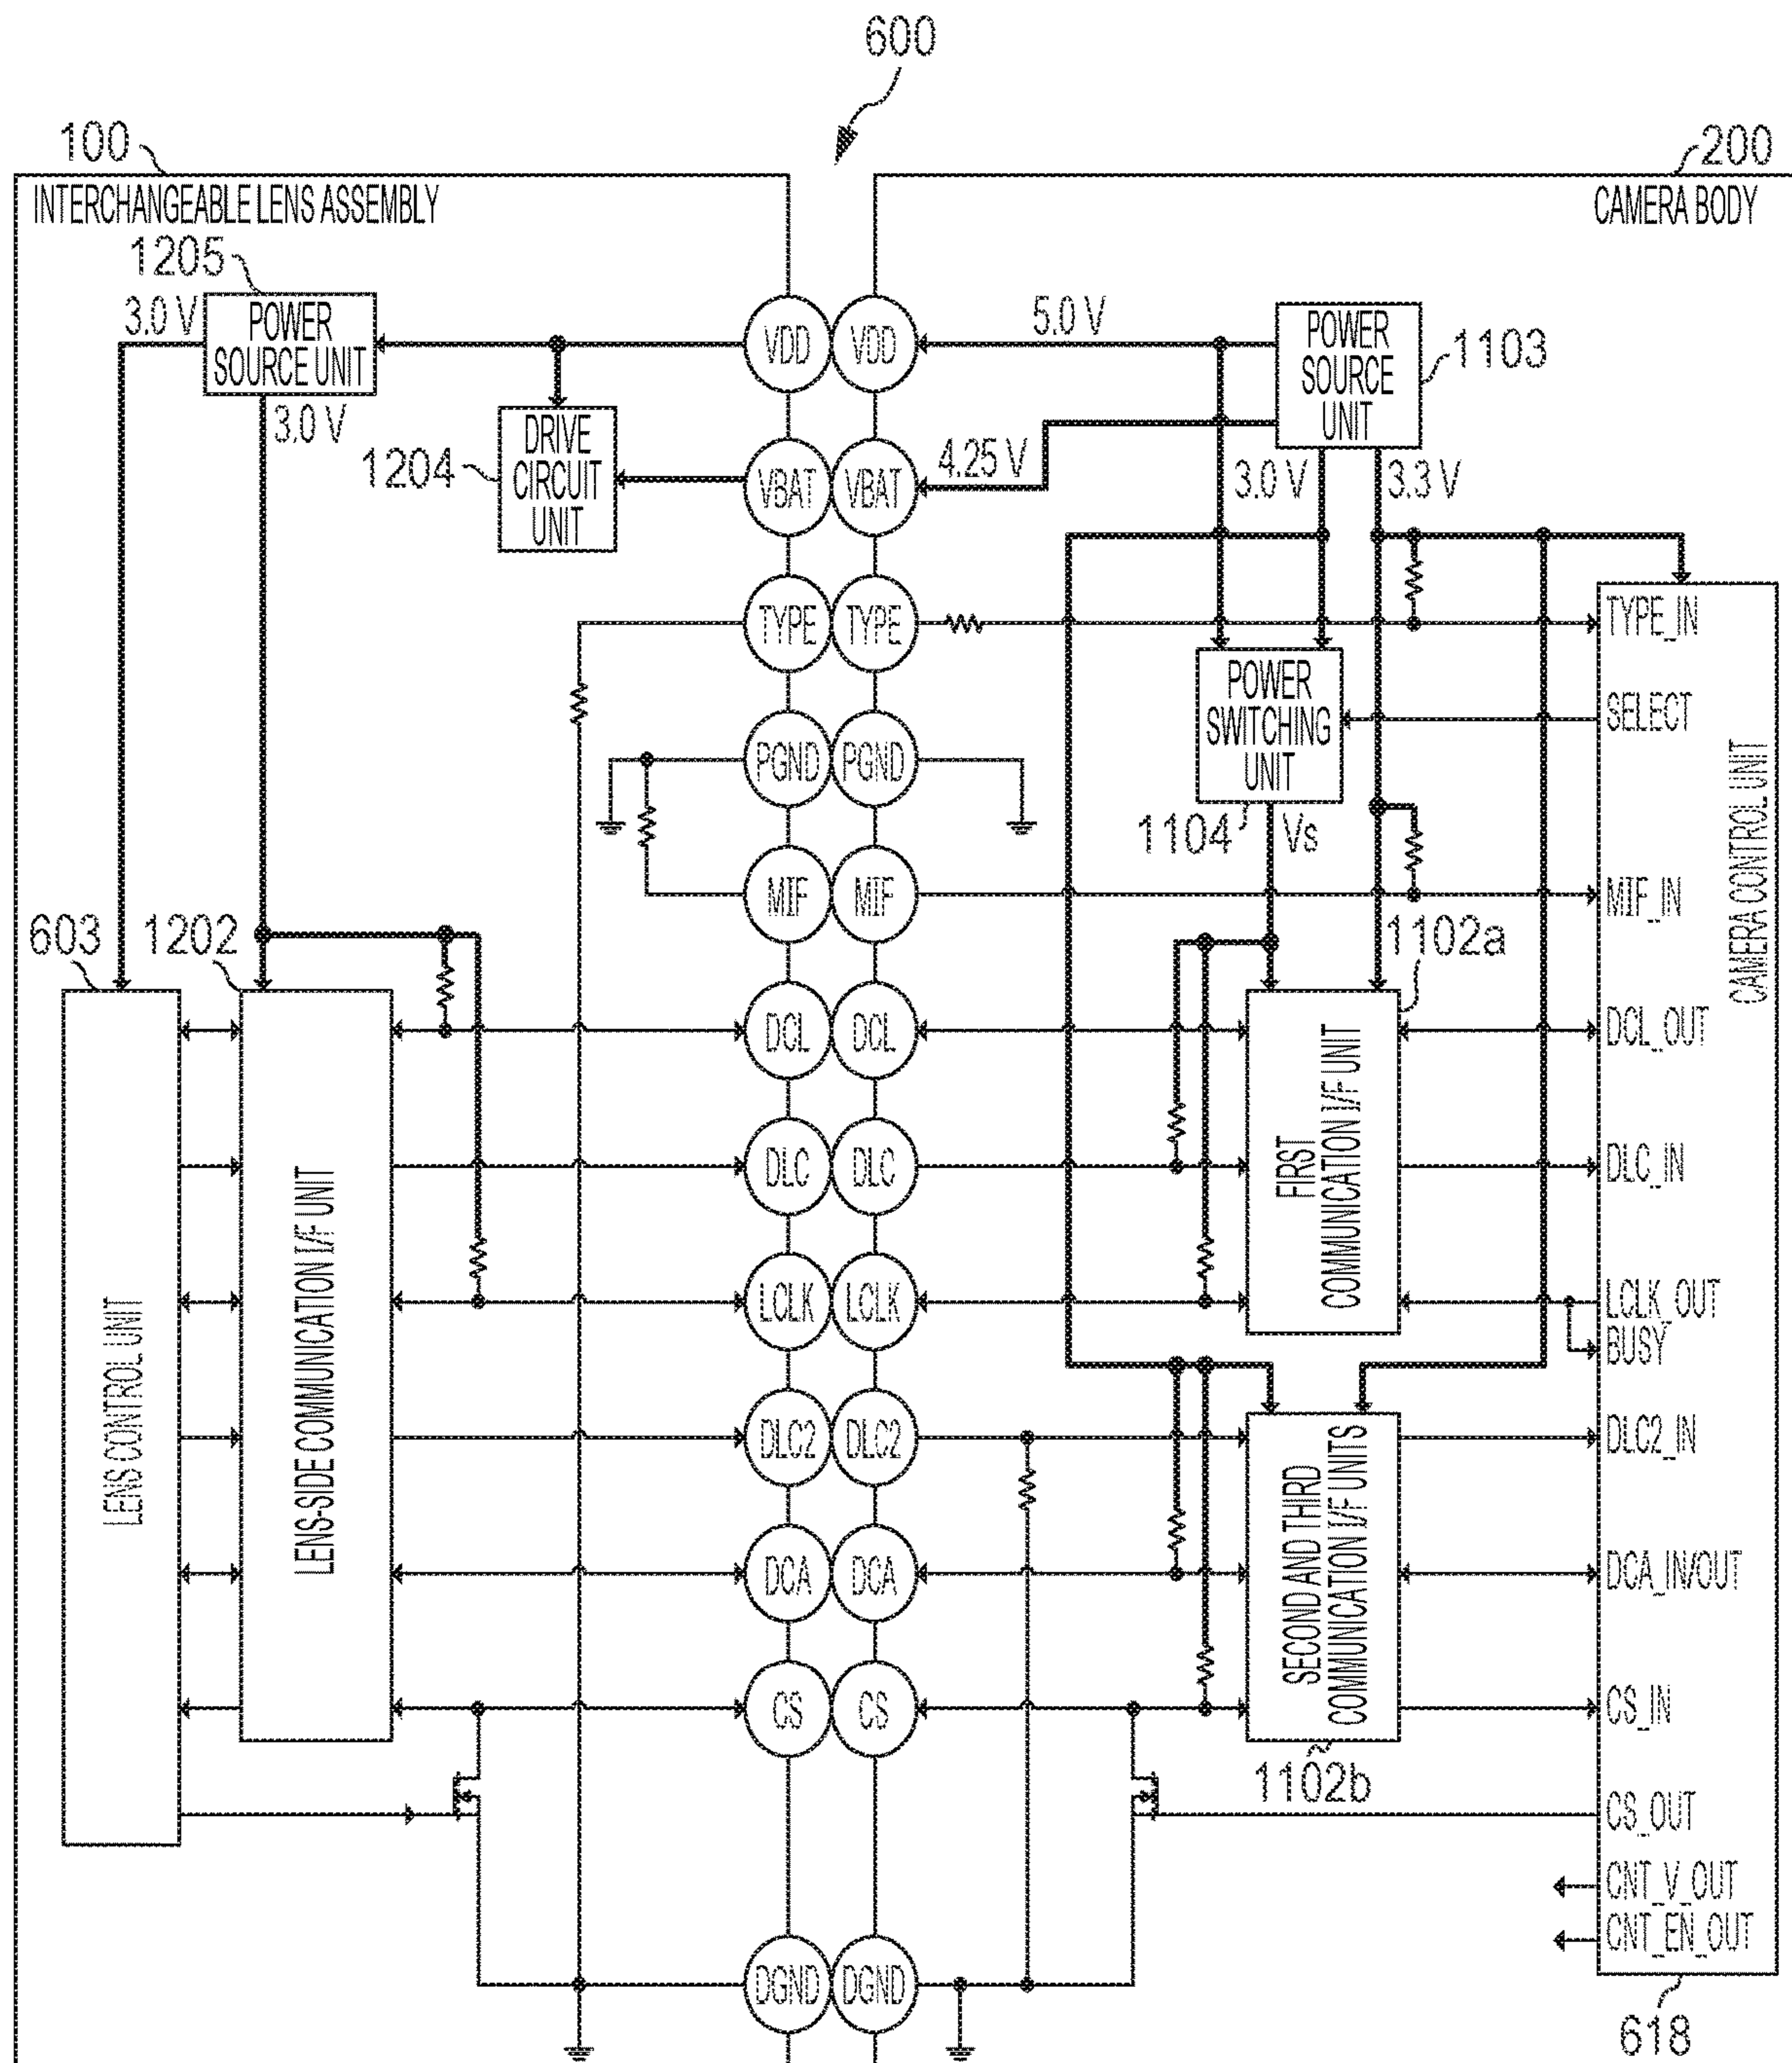 600
100
200
INTERCHANGEABLE LENS ASSEMBLY
CAMERA BODY
1205
3.0 V
POWER
SOURCE UNIT
3.0 V
VDD
VDD
5.0 V
POWER
SOURCE
UNIT
1103
DRIVE
CIRCUIT
UNIT
1204
VBAT
VBAT
4.25 V
3.0 V
3.3 V
TYPE
TYPE
TYPE_IN
POWER
SWITCHING
UNIT
SELECT
PGND
PGND
1104
Vs
MIF
MIF
MIF_IN
CAMERA CONTROL UNIT
603
1202
1102a
DCL
DCL
DCL_OUT
LENS CONTROL UNIT
LENS-SIDE COMMUNICATION I/F UNIT
FIRST
COMMUNICATION I/F UNIT
DLC
DLC
DLC_IN
LCLK
LCLK
LCLK_OUT
BUSY
DLC2
DLC2
DLC2_IN
SECOND AND THIRD
COMMUNICATION I/F UNITS
DCA
DCA
DCA_IN/OUT
CS
CS
CS_IN
1102b
CS_OUT
CNT_V_OUT
CNT_EN_OUT
DGND
DGND
618